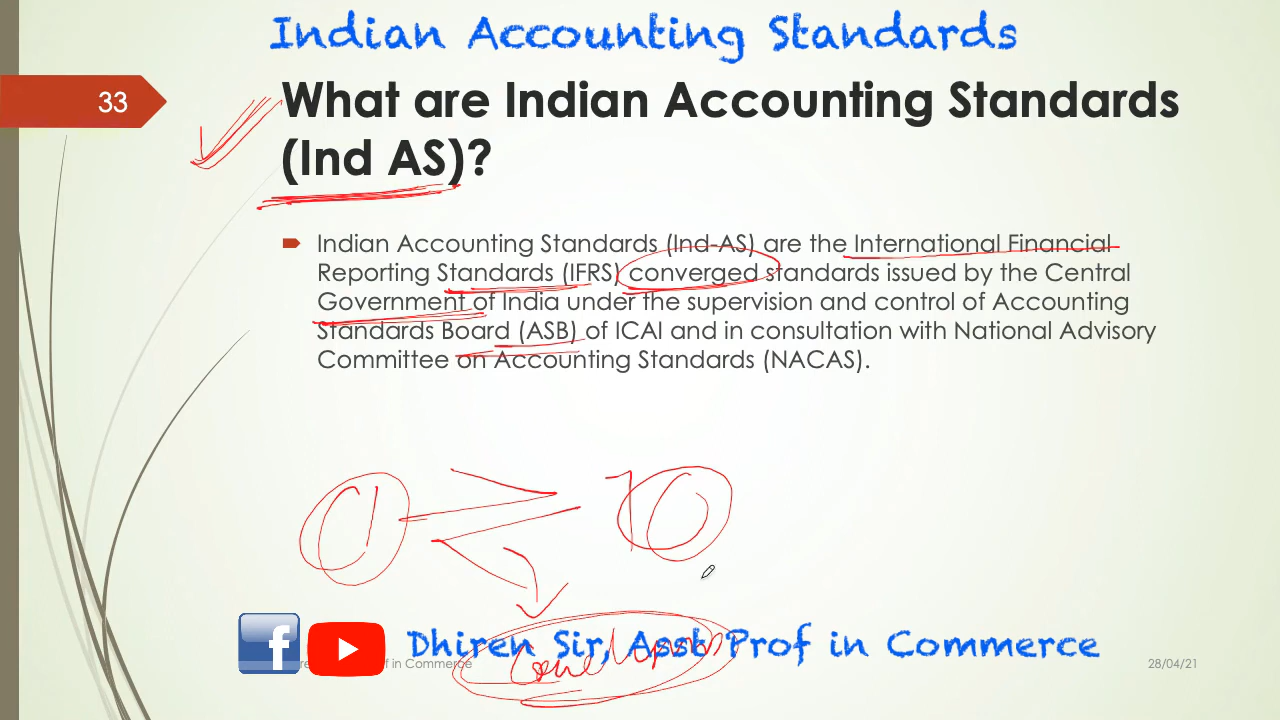 Indian Accounting Standards
33
What are Indian Accounting Standards
(Ind AS)?
Indian Accounting Standards (Ind-AS) are the International Financial
Reporting Standards (IFRS) converged standards issued by the Central
Government of India under the supervision and control of Accounting
Standards Board (ASB) of ICAI and in consultation with National Advisory
Committee on Accounting Standards (NACAS).
f
Dhiren Sir, Asst Prof in Commerce
f in Commerce
28/04/21